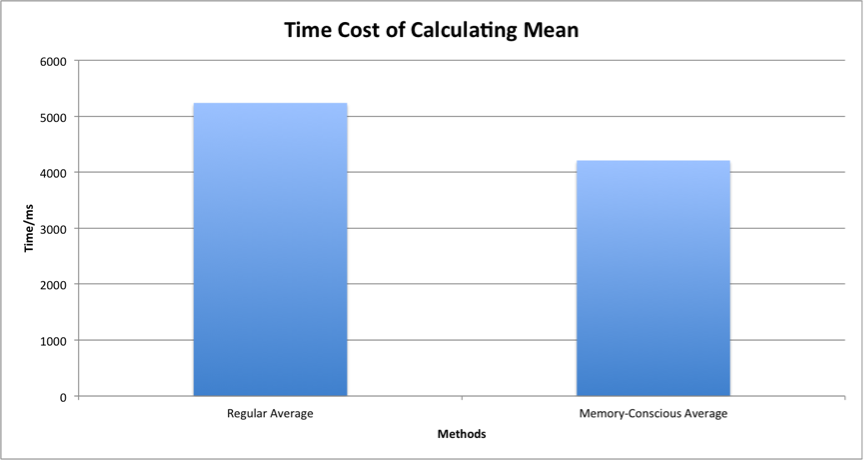 Time Cost of Calculating Mean
6000
5000
4000
3000
2000
1000
0
Time/ms
Regular Average
Memory-Conscious Average
Methods